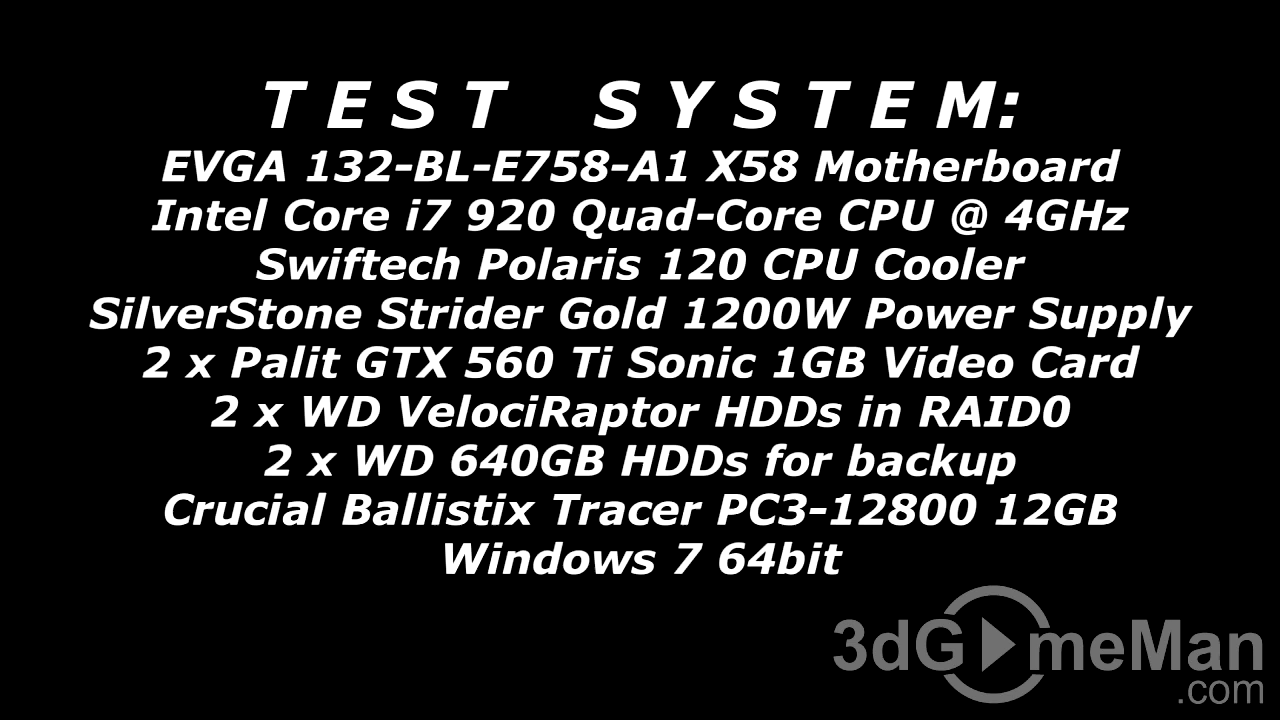 T E S T S Y S T E M:
EVGA 132-BL-E758-A1 X58 Motherboard
Intel Core i7 920 Quad-Core CPU @ 4GHz
Swiftech Polaris 120 CPU Cooler
SilverStone Strider Gold 1200W Power Supply
2 x Palit GTX 560 Ti Sonic 1GB Video Card
2 x WD VelociRaptor HDDs in RAID0
2 x WD 640GB HDDs for backup
Crucial Ballistix Tracer PC3-12800 12GB
Windows 7 64bit
3dGameMan
.com